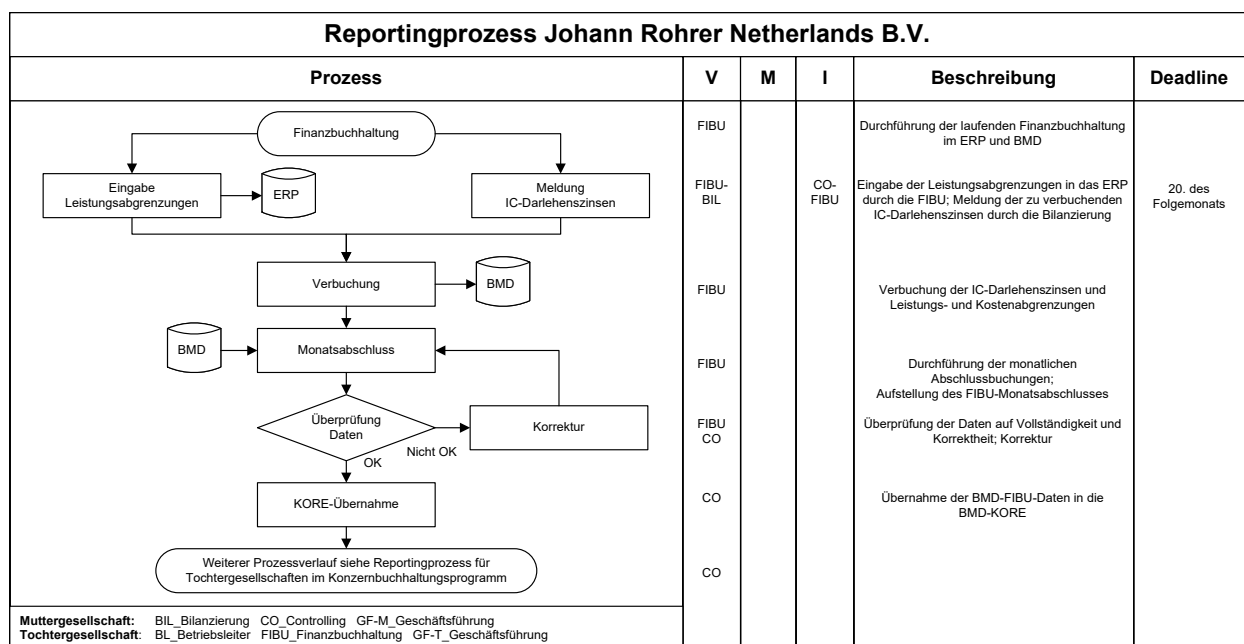 Reportingprozess Johann Rohrer Netherlands B.V.
Prozess
V
M
I
Beschreibung
Deadline
Finanzbuchhaltung
FIBU
Durchführung der laufenden Finanzbuchhaltung
im ERP und BMD
Eingabe
Leistungsabgrenzungen
ERP
Meldung
IC-Darlehenszinsen
FIBU-
BIL
CO-
FIBU
Eingabe der Leistungsabgrenzungen in das ERP
durch die FIBU; Meldung der zu verbuchenden
IC-Darlehenszinsen durch die Bilanzierung
20. des
Folgemonats
Verbuchung
BMD
FIBU
Verbuchung der IC-Darlehenszinsen und
Leistungs- und Kostenabgrenzungen
BMD
Monatsabschluss
FIBU
Durchführung der monatlichen
Abschlussbuchungen;
Aufstellung des FIBU-Monatsabschlusses
Überprüfung
Daten
Nicht OK
OK
Korrektur
FIBU
CO
Überprüfung der Daten auf Vollständigkeit und
Korrektheit; Korrektur
KORE-Übernahme
CO
Übernahme der BMD-FIBU-Daten in die
BMD-KORE
Weiterer Prozessverlauf siehe Reportingprozess für
Tochtergesellschaften im Konzernbuchhaltungsprogramm
CO
Muttergesellschaft: BIL_Bilanzierung CO_Controlling GF-M_Geschäftsführung
Tochtergesellschaft: BL_Betriebsleiter FIBU_Finanzbuchhaltung GF-T_Geschäftsführung